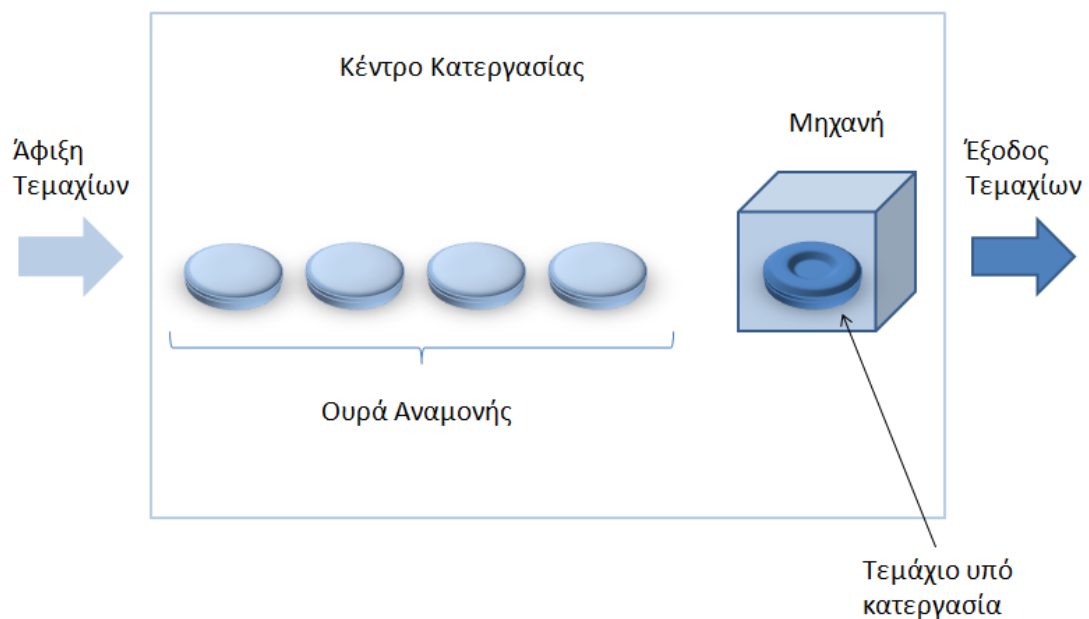 Κέντρο Κατεργασίας
Μηχανή
Άφιξη
Τεμαχίων
Έξοδος
Τεμαχίων
Ουρά Αναμονής
Τεμάχιο υπό
κατεργασία